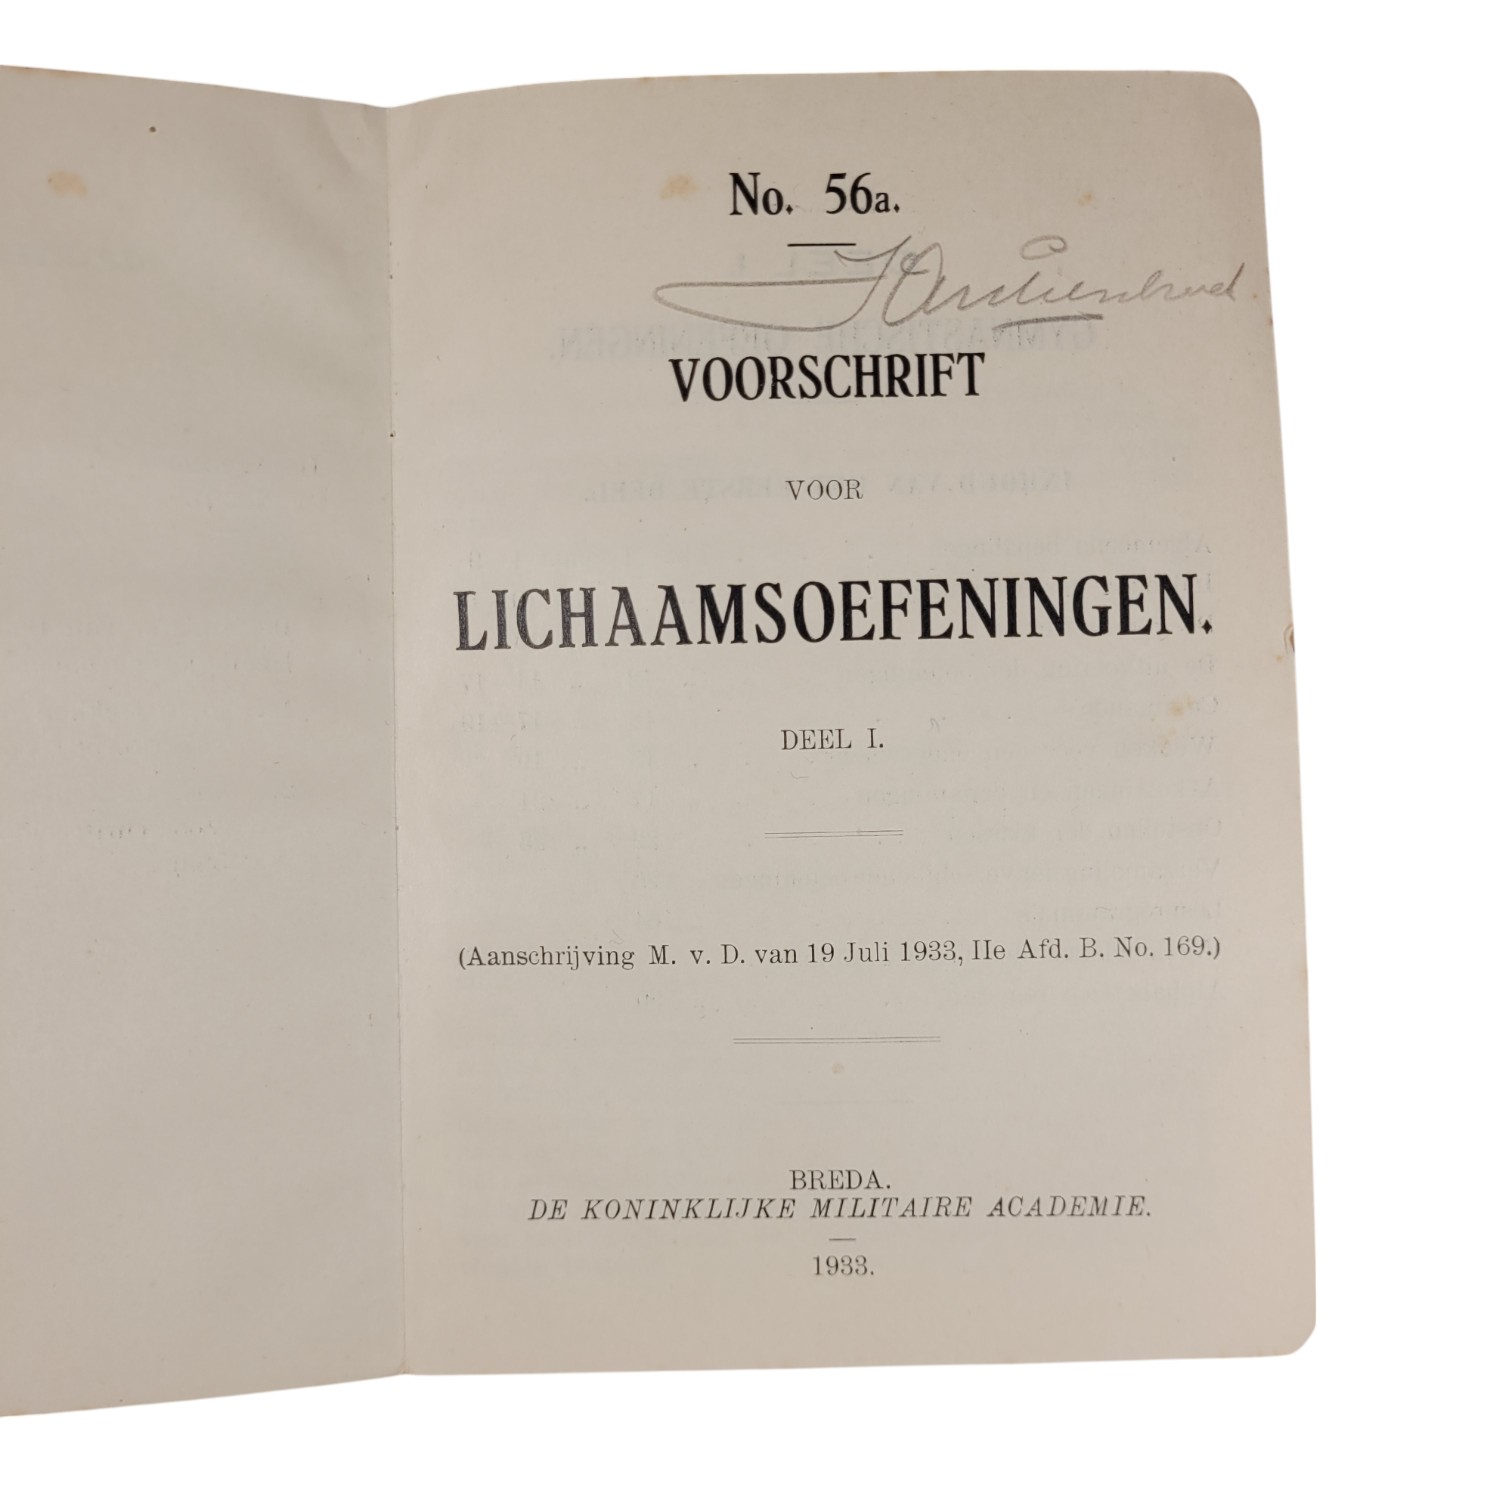 No. 56a.
VOORSCHRIFT
VOOR
LICHAAMSOEFENINGEN.
DEEL I.
(Aanschrijving M. v. D. van 19 Juli 1933, IIe Afd. B. No. 169.)
BREDA.
DE KONINKLIJKE MILITAIRE ACADEMIE.
1933.